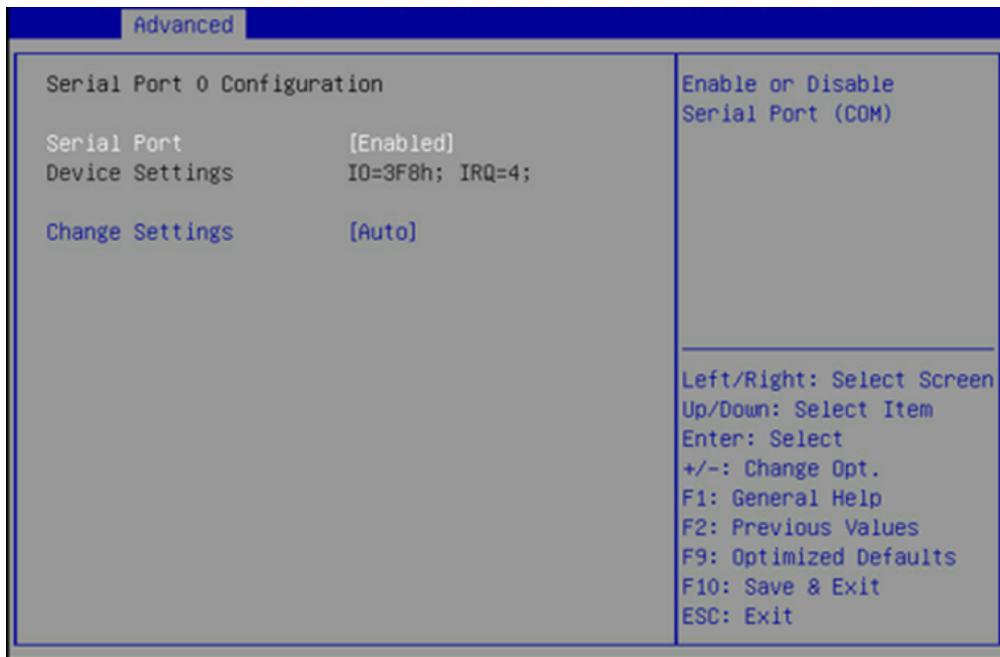 Advanced
Serial Port 0 Configuration
Serial Port [Enabled]
Device Settings IO=3F8h; IRQ=4;
Change Settings [Auto]
Enable or Disable
Serial Port (COM)
Left/Right: Select Screen
Up/Down: Select Item
Enter: Select
+/-: Change Opt.
F1: General Help
F2: Previous Values
F9: Optimized Defaults
F10: Save & Exit
ESC: Exit